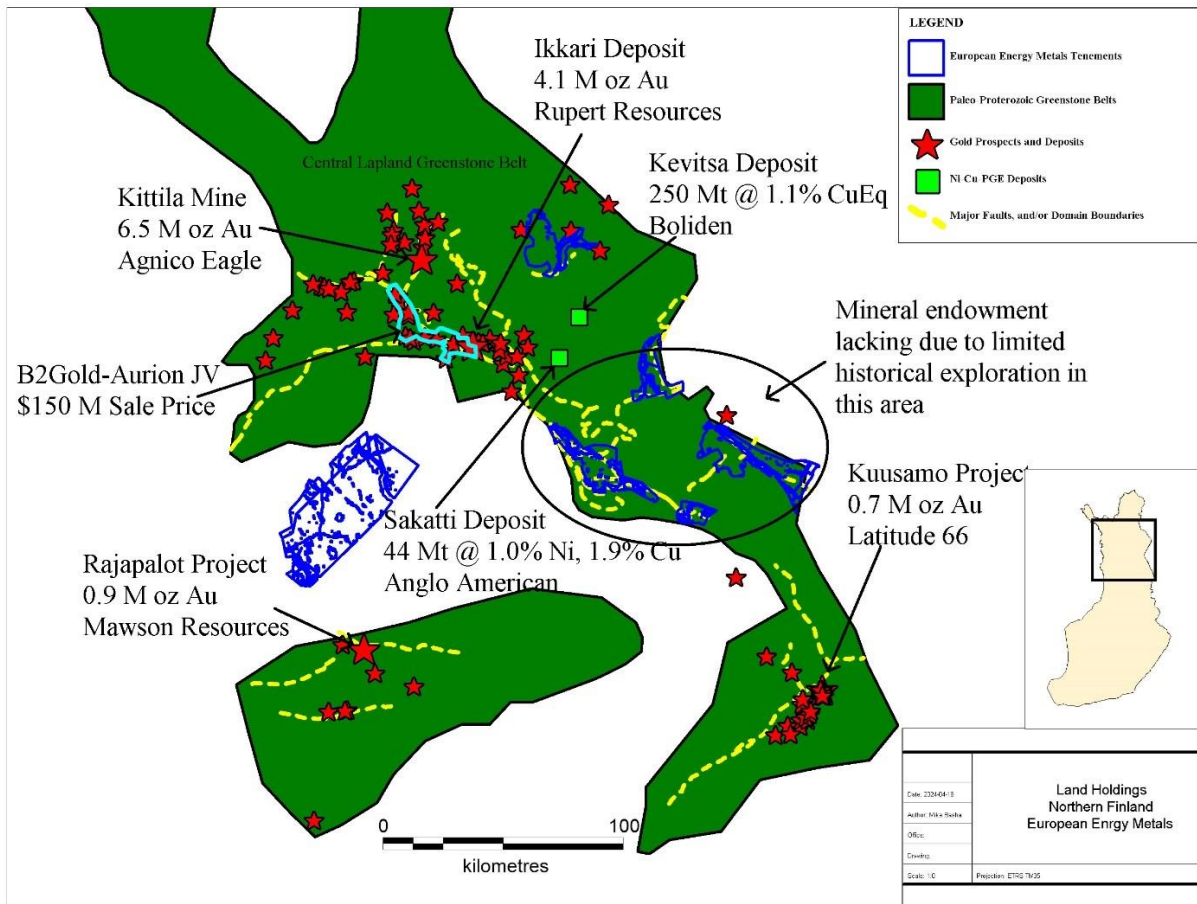 LEGEND
European Energy Metals Tenements
Paleo Proterozoic Greenstone Belts
Gold Prospects and Deposits
Ni Cu PGE Deposits
Major Faults, and/or Domain Boundaries
Ikkari Deposit
4.1 M oz Au
Rupert Resources
Central Lapland Greenstone Belt
Kevitsa Deposit
250 Mt @ 1.1% CuEq
Boliden
Kittila Mine
6.5 M oz Au
Agnico Eagle
Mineral endowment
lacking due to limited
historical exploration in
this area
B2Gold-Aurion JV
$150 M Sale Price
Kuusamo Project
0.7 M oz Au
Latitude 66
Sakatti Deposit
44 Mt @ 1.0% Ni, 1.9% Cu
Anglo American
Rajapalot Project
0.9 M oz Au
Mawson Resources
0 100
kilometres
Date: 2024-04-18
Author: Mike
Office:
Drawing:
Scale: 1:0
Projection: ETRS TM35
Land Holdings
Northern Finland
European Enrgy Metals